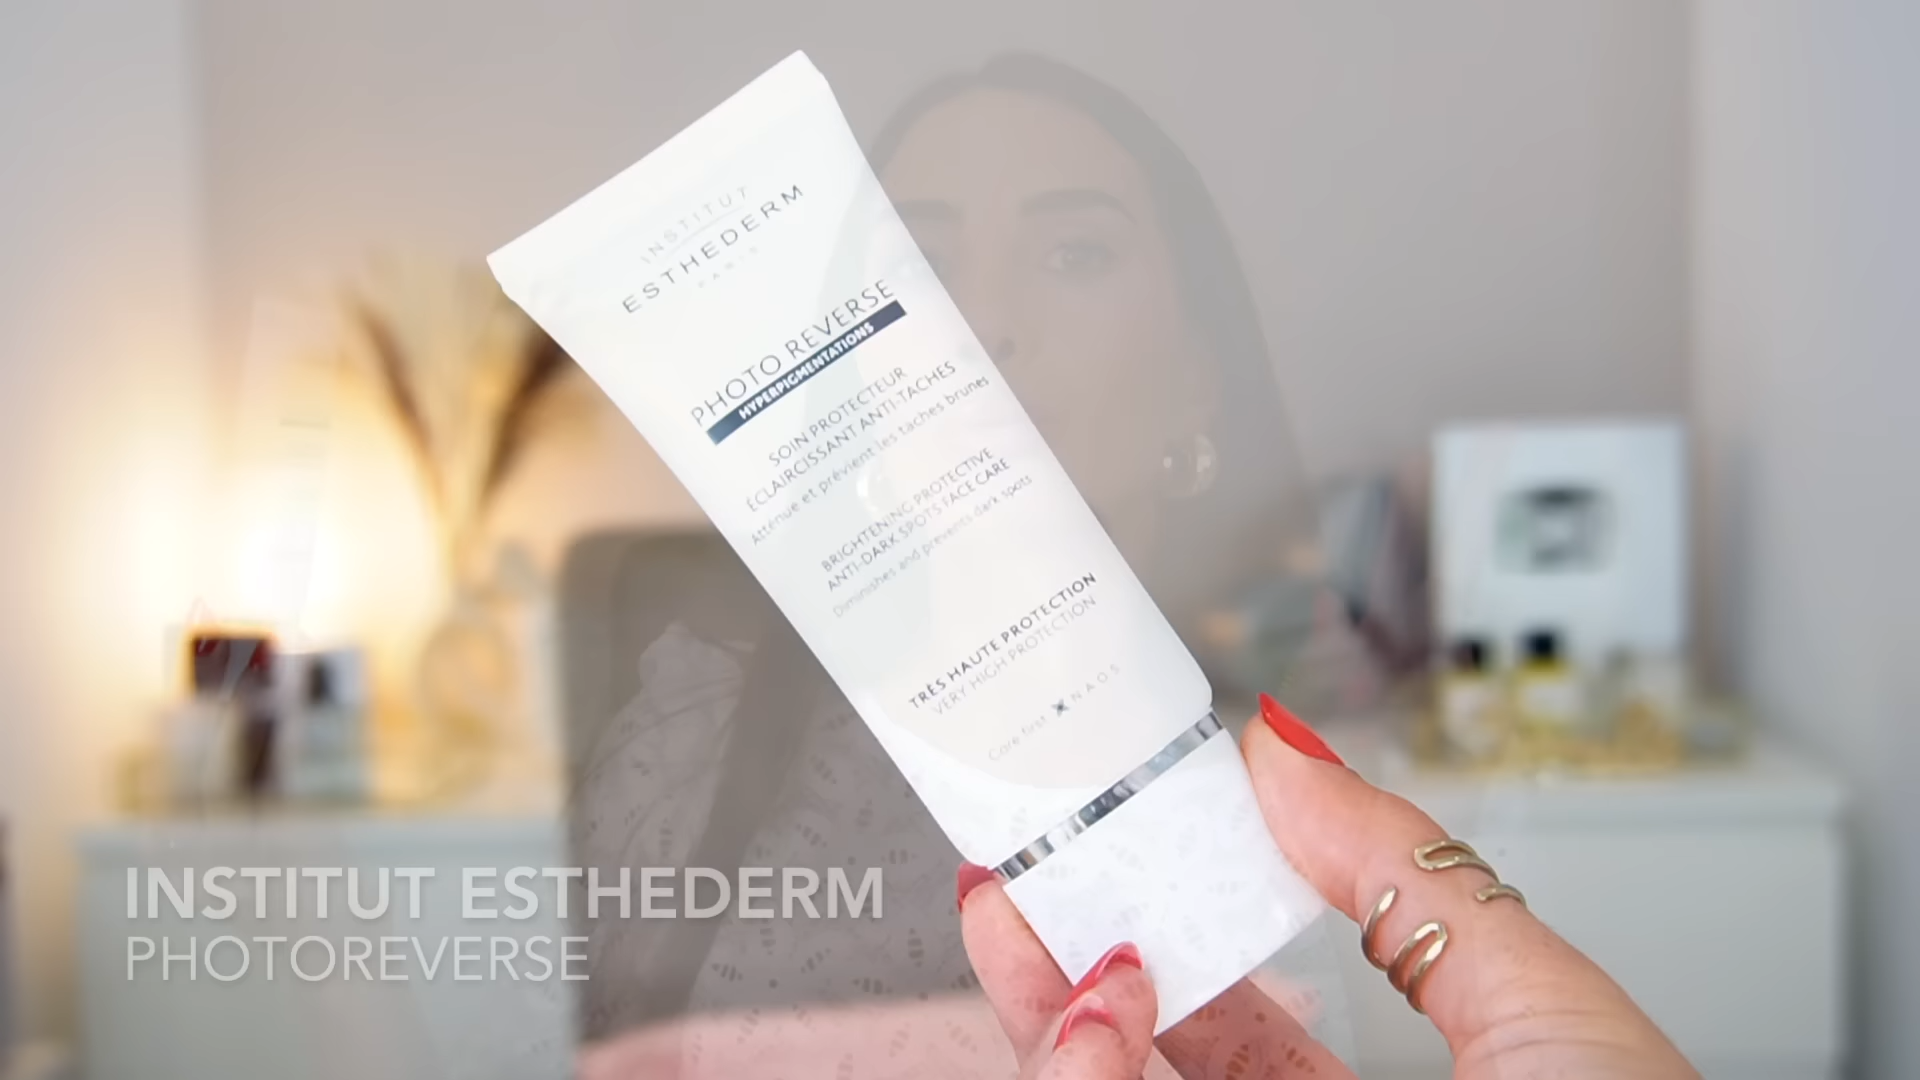 INSTITUT
ESTHEDERM
PARIS
PHOTO REVERSE
HYPERPIGMENTATIONS
SOIN PROTECTEUR
ÉCLAIRCISSANT ANTI-TACHES
Atténue et prévient les taches brunes
BRIGHTENING PROTECTIVE
ANTI-DARK SPOTS FACE CARE
Diminishes and prevents dark spots
TRÈS HAUTE PROTECTION
VERY HIGH PROTECTION
Care first NAOS
INSTITUT ESTHEDERM
PHOTOREVERSE